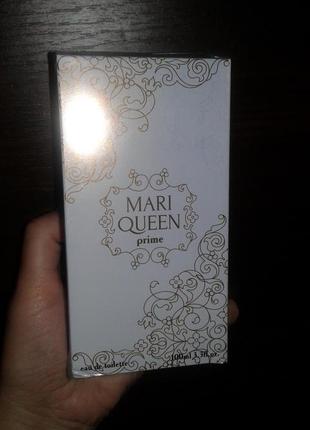 MARI
QUEEN
prime
eau de toilette 100ml 3.3fl.oz.